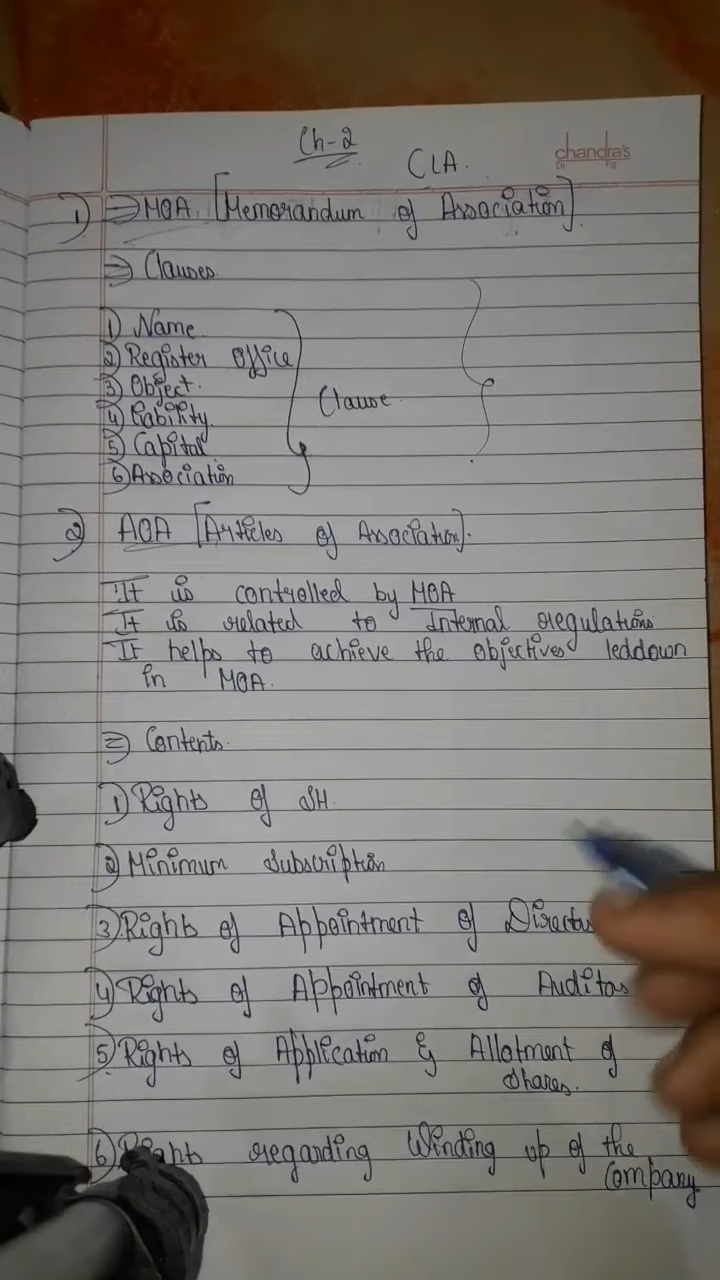 Ch-2
CLA.
chandra's
1) ⇒ MOA. [Memorandum of Association]
⇒ Clauses.
1) Name
2) Register office
3) Object.
4) Liability.
5) Capital
6) Association
Clause
2) AOA [Articles of Association].
It is controlled by MOA
It is related to Internal regulations
It helps to achieve the objectives leddown
in MOA.
⇒ Contents.
1) Rights of SH.
2) Minimum Subscription
3) Rights of Appointment of
4) Rights of Appointment of Auditos
5) Rights of Application & Allotment of
Shares.
6) Rights regarding Winding up of the
Company